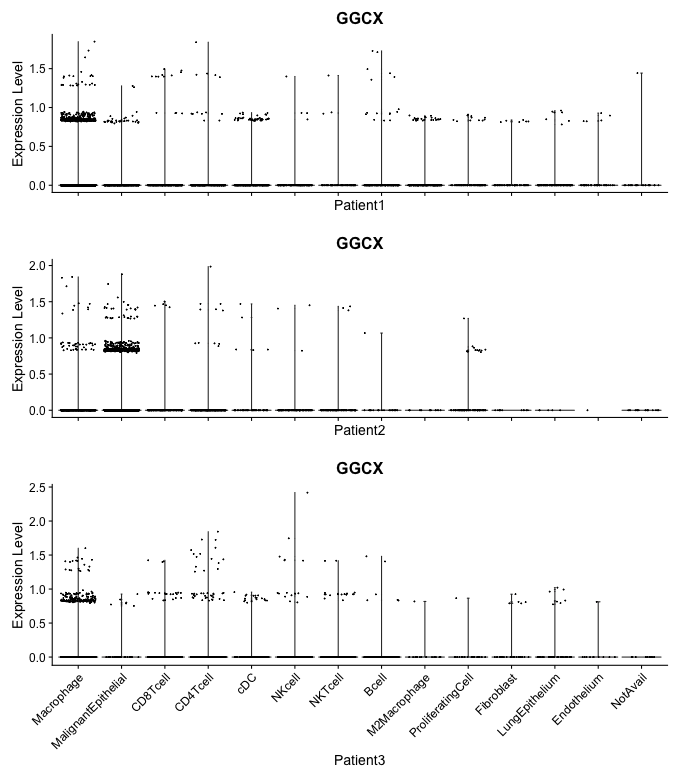 GGCX
Expression Level
1.5
1.0
0.5
0.0
Patient1
GGCX
Expression Level
2.0
1.5
1.0
0.5
0.0
Patient2
GGCX
Expression Level
2.5
2.0
1.5
1.0
0.5
0.0
Macrophage
MalignantEpithelial
CD8Tcell
CD4Tcell
cDC
NKcell
NKTcell
Bcell
M2Macrophage
ProliferatingCell
Fibroblast
LungEpithelium
Endothelium
NotAvail
Patient3